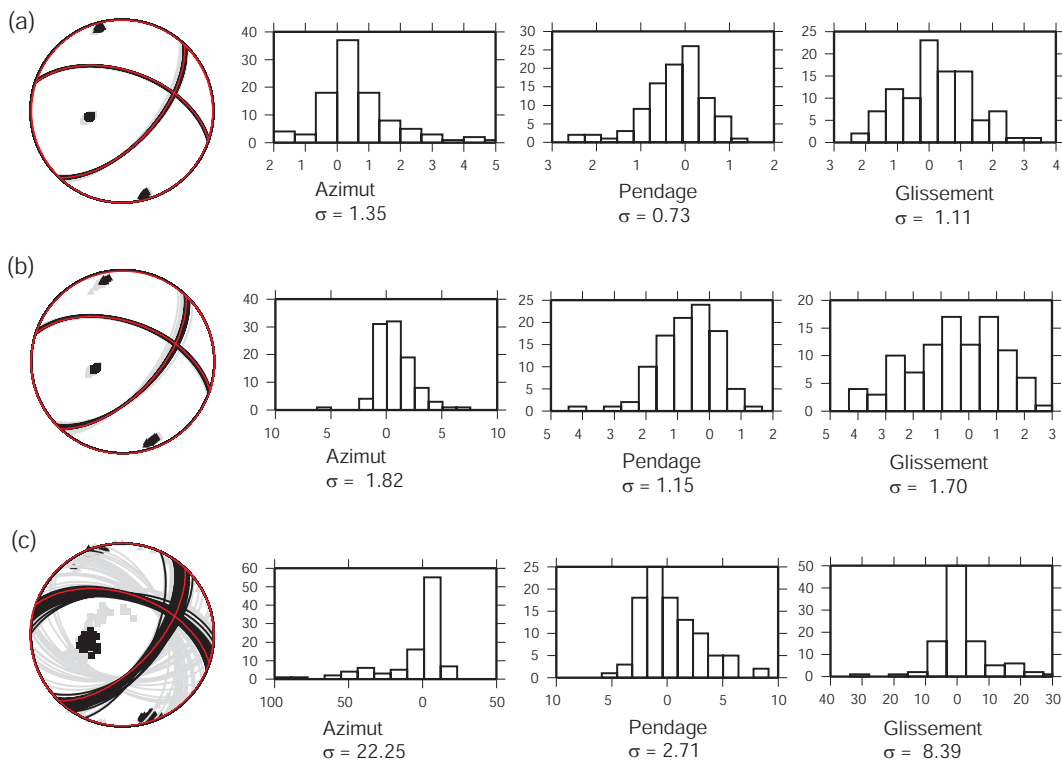 (a)
40
30
20
10
0
2 1 0 1 2 3 4 5
Azimut
σ = 1.35
30
25
20
15
10
5
0
3 2 1 0 1 2
Pendage
σ = 0.73
25
20
15
10
5
0
3 2 1 0 1 2 3 4
Glissement
σ = 1.11
(b)
40
30
20
10
0
10 5 0 5 10
Azimut
σ = 1.82
25
20
15
10
5
0
5 4 3 2 1 0 1 2
Pendage
σ = 1.15
20
15
10
5
0
5 4 3 2 1 0 1 2 3
Glissement
σ = 1.70
(c)
60
50
40
30
20
10
0
100 50 0 50
Azimut
σ = 22.25
25
20
15
10
5
0
10 5 0 5 10
Pendage
σ = 2.71
50
40
30
20
10
0
40 30 20 10 0 10 20 30
Glissement
σ = 8.39